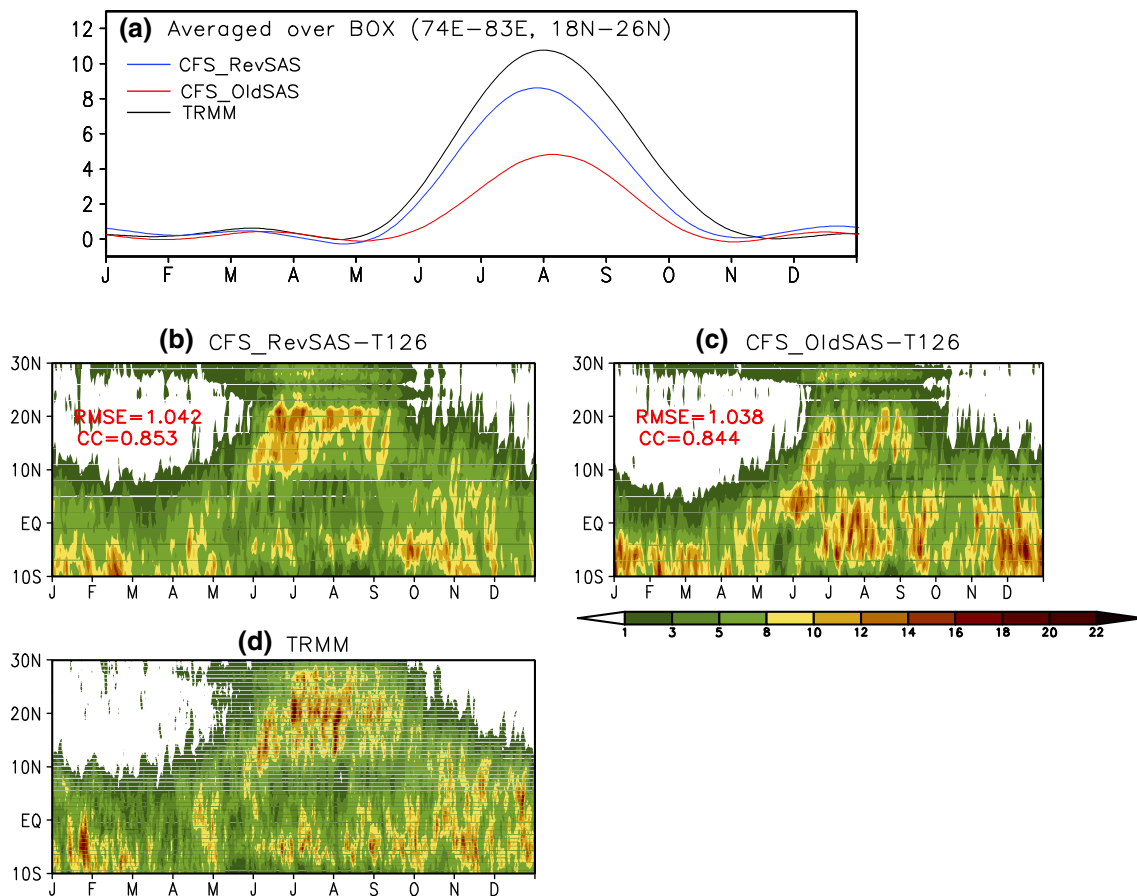 (a) Averaged over BOX (74E-83E, 18N-26N)
CFS_RevSAS
CFS_OldSAS
TRMM
12
10
8
6
4
2
0
J F M A M J J A S O N D
(b) CFS_RevSAS-T126
30N
20N
10N
EQ
10S
RMSE=1.042
CC=0.853
J F M A M J J A S O N D
(c) CFS_OldSAS-T126
30N
20N
10N
EQ
10S
RMSE=1.038
CC=0.844
J F M A M J J A S O N D
1 3 5 8 10 12 14 16 18 20 22
(d) TRMM
30N
20N
10N
EQ
10S
J F M A M J J A S O N D